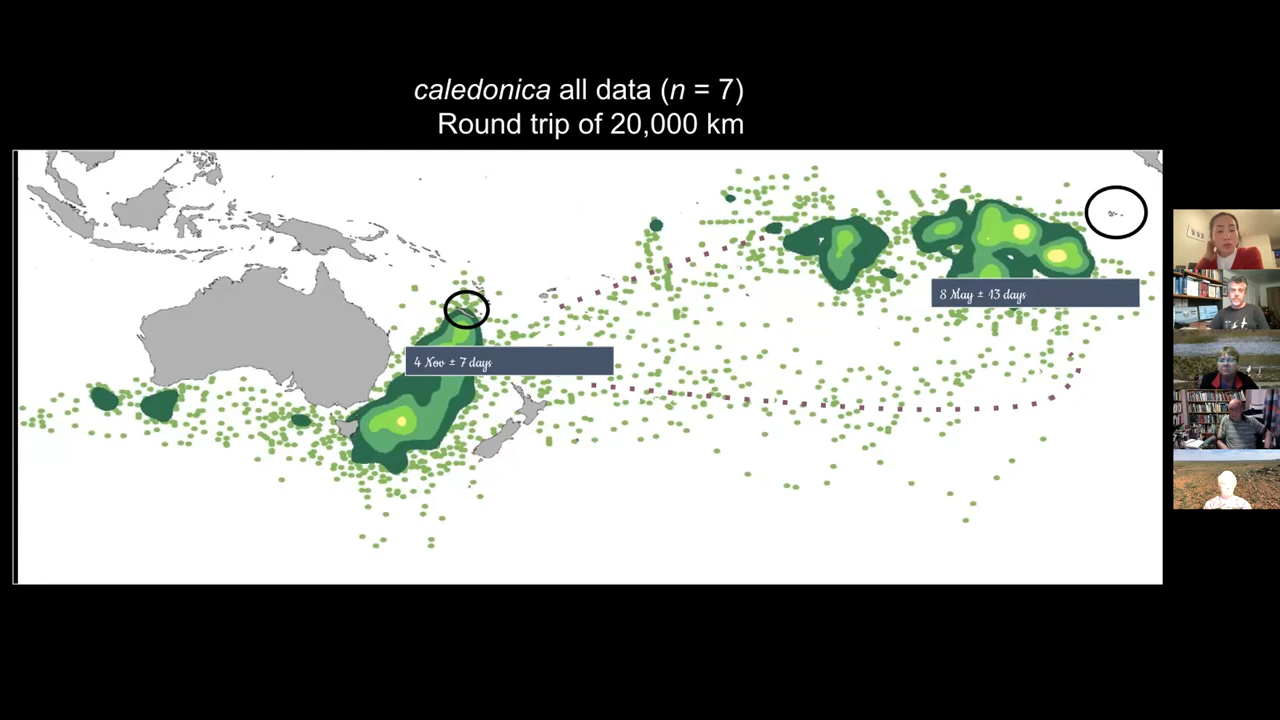 caledonica all data (n = 7)
Round trip of 20,000 km
8 May ± 13 days
4 Nov ± 7 days